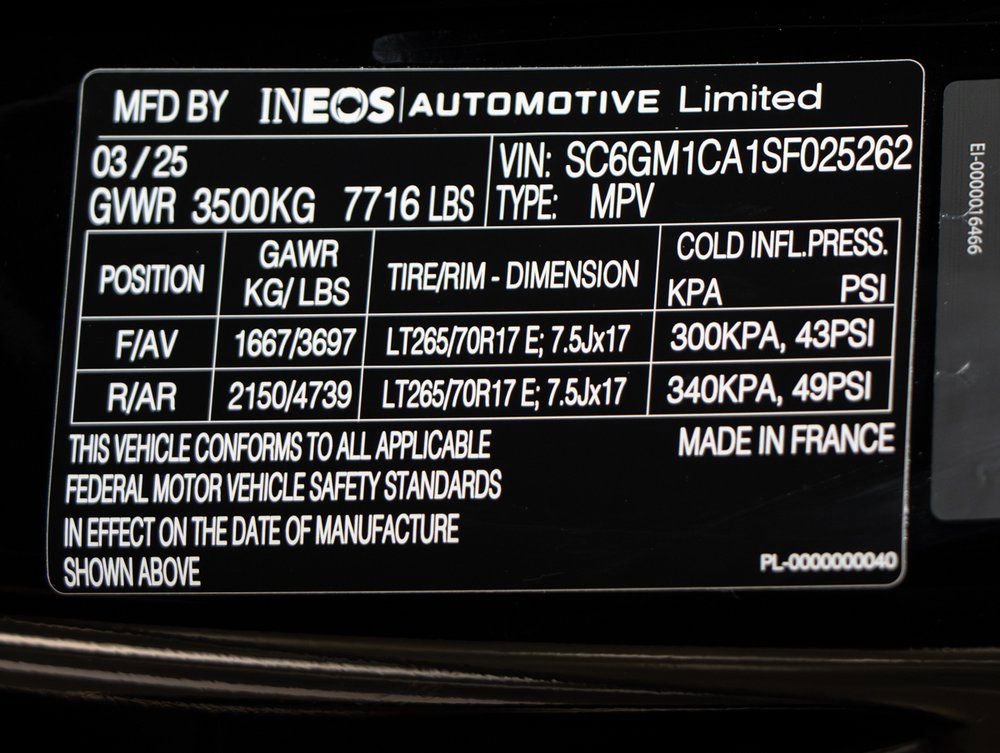 MFD BY INEOS | AUTOMOTIVE Limited
03/25
GVWR 3500KG 7716 LBS
VIN: SC6GM1CA1SF025262
TYPE: MPV
POSITION GAWR KG/LBS TIRE/RIM - DIMENSION COLD INFL.PRESS. KPA PSI
F/AV 1667/3697 LT265/70R17 E; 7.5Jx17 300KPA, 43PSI
R/AR 2150/4739 LT265/70R17 E; 7.5Jx17 340KPA, 49PSI
THIS VEHICLE CONFORMS TO ALL APPLICABLE
FEDERAL MOTOR VEHICLE SAFETY STANDARDS
IN EFFECT ON THE DATE OF MANUFACTURE
SHOWN ABOVE
MADE IN FRANCE
PL-0000000040
EI-0000016466